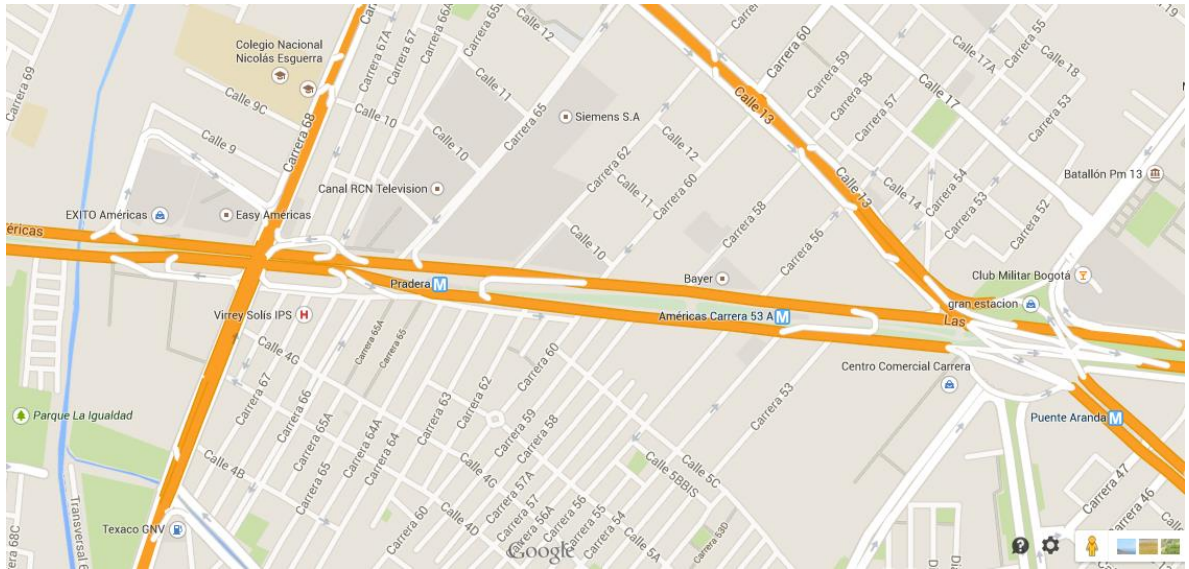 Carrera 69
Colegio Nacional
Nicolás Esguerra
Carrera 67A
Carrera 67
Carrera 66A
Calle 12
Calle 11
Carrera 65
Siemens S.A
Calle 12
Carrera 60
Calle 13
Carrera 59
Carrera 58
Carrera 57
Calle 17A
Calle 18
Carrera 55
Carrera 53
Calle 17
Calle 9C
Calle 10
Carrera 68
Calle 9
Calle 10
Canal RCN Television
Carrera 62
Calle 11
Carrera 60
Calle 10
Carrera 58
Carrera 56
Calle 13
Calle 14
Carrera 54
Carrera 53
Carrera 52
Batallón Pm 13
EXITO Américas
Easy Américas
Pradera
M
Bayer
Américas Carrera 53 A
M
Club Militar Bogotá
gran estacion
Las
Virrey Solís IPS
H
Calle 4G
Carrera 65A
Carrera 65
Centro Comercial Carrera
Puente Aranda
M
Parque La Igualdad
Carrera 67
Carrera 66
Carrera 65A
Carrera 65
Carrera 64A
Carrera 64
Carrera 63
Carrera 62
Carrera 60
Carrera 59
Carrera 58
Carrera 53
Calle 4B
Calle 4G
Carrera 57A
Carrera 57
Carrera 56A
Carrera 56
Carrera 55
Carrera 54
Calle 5BBIS
Calle 5C
Carrera 53D
Calle 5A
Calle 4D
Carrera 60
Carrera 47
Carrera 46
Texaco GNV
Carrera 68C
Google
?